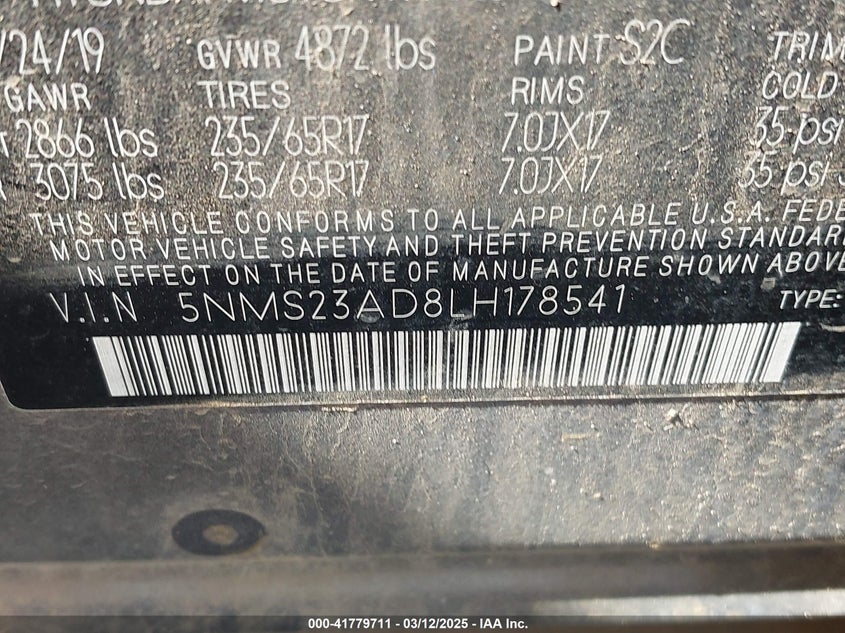 /24/19 GVWR 4872 lbs PAINT S2C TRIM
GAWR TIRES RIMS COLD
2866 lbs 235/65R17 7.0JX17 35 psi
3075 lbs 235/65R17 7.0JX17 35 psi
THIS VEHICLE CONFORMS TO ALL APPLICABLE U.S.A. FEDE
MOTOR VEHICLE SAFETY AND THEFT PREVENTION STANDAR
IN EFFECT ON THE DATE OF MANUFACTURE SHOWN ABOVE
V.I.N 5NMS23AD8LH178541 TYPE:
000-41779711 - 03/12/2025 - IAA Inc.